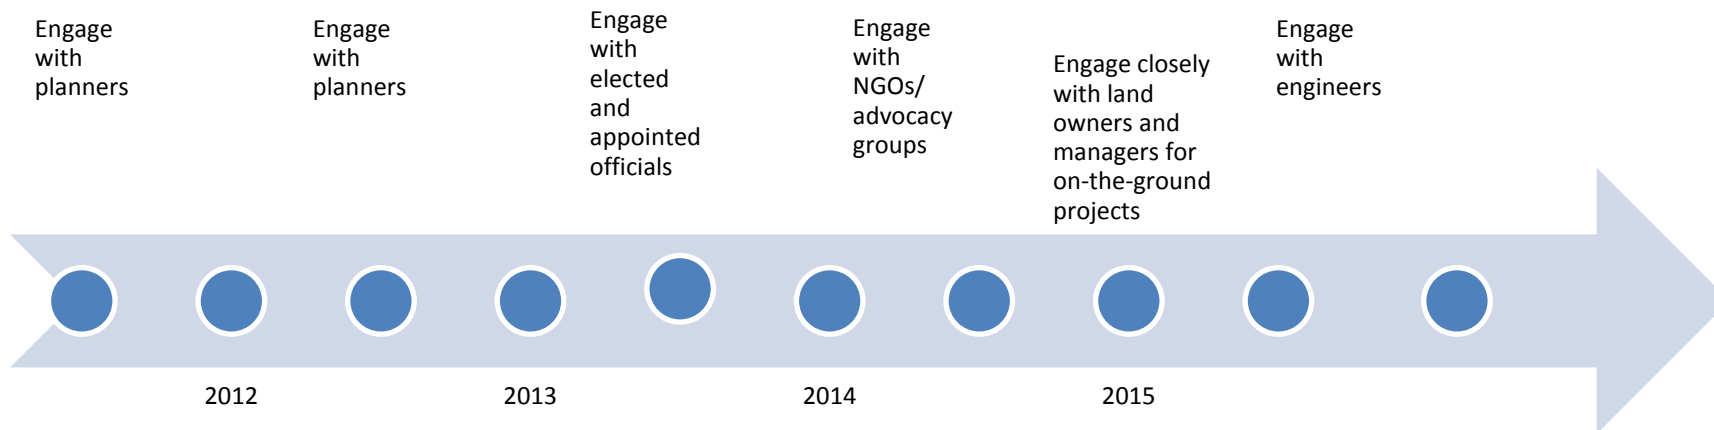 Engage
with
planners
Engage
with
planners
Engage
with
elected
and
appointed
officials
Engage
with
NGOs/
advocacy
groups
Engage closely
with land
owners and
managers for
on-the-ground
projects
Engage
with
engineers
2012
2013
2014
2015